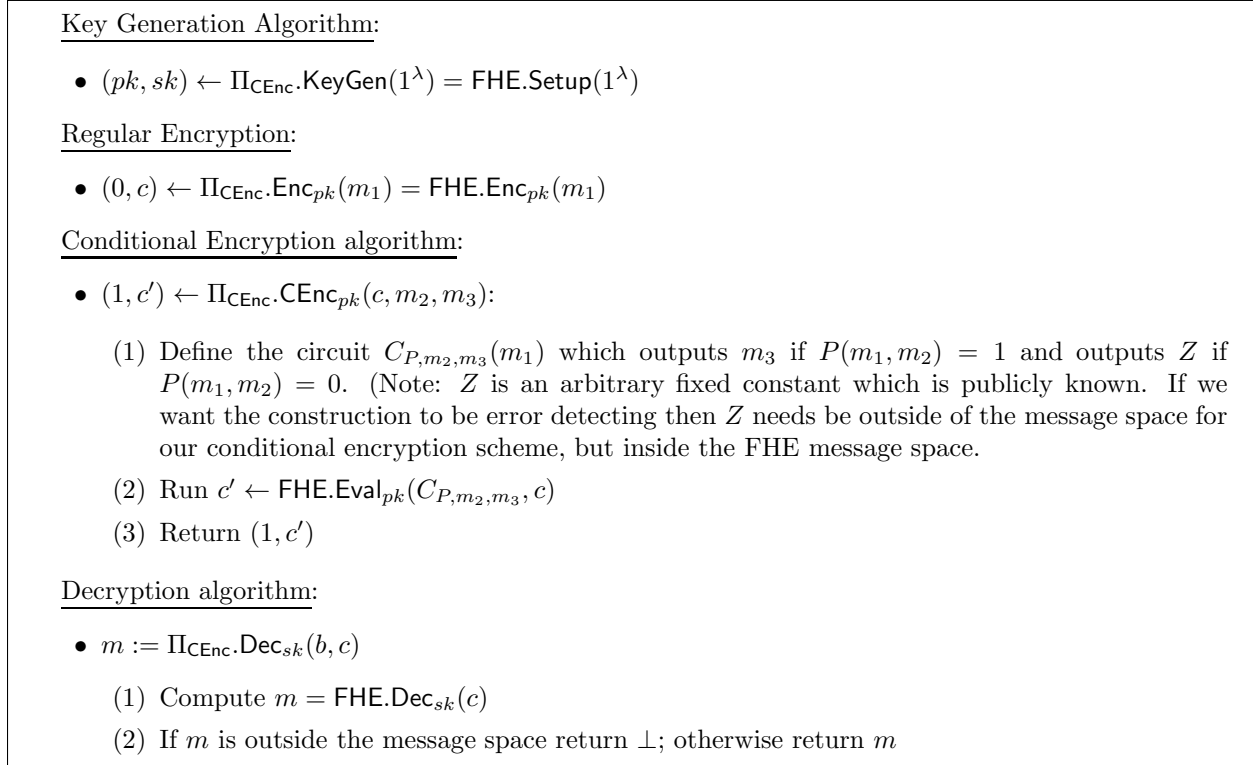 Key Generation Algorithm:
• (pk, sk) ← Π_CEnc.KeyGen(1^λ) = FHE.Setup(1^λ)
Regular Encryption:
• (0, c) ← Π_CEnc.Enc_pk(m_1) = FHE.Enc_pk(m_1)
Conditional Encryption algorithm:
• (1, c′) ← Π_CEnc.CEnc_pk(c, m_2, m_3):
(1) Define the circuit C_{P,m_2,m_3}(m_1) which outputs m_3 if P(m_1, m_2) = 1 and outputs Z if
P(m_1, m_2) = 0. (Note: Z is an arbitrary fixed constant which is publicly known. If we
want the construction to be error detecting then Z needs be outside of the message space for
our conditional encryption scheme, but inside the FHE message space.
(2) Run c′ ← FHE.Eval_pk(C_{P,m_2,m_3}, c)
(3) Return (1, c′)
Decryption algorithm:
• m := Π_CEnc.Dec_sk(b, c)
(1) Compute m = FHE.Dec_sk(c)
(2) If m is outside the message space return ⊥; otherwise return m